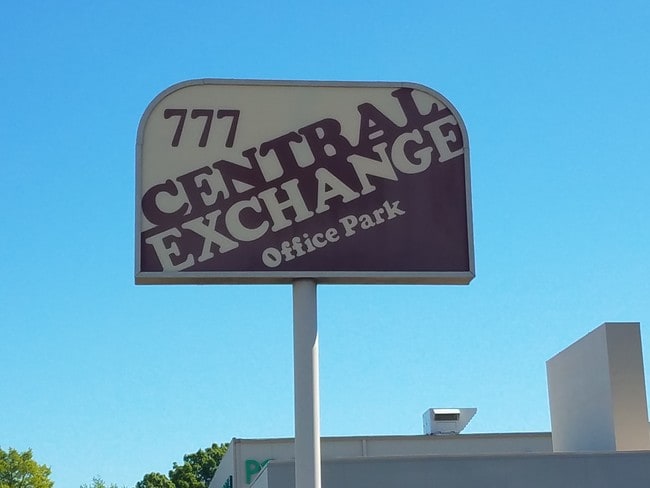 777
CENTRAL
EXCHANGE
Office Park